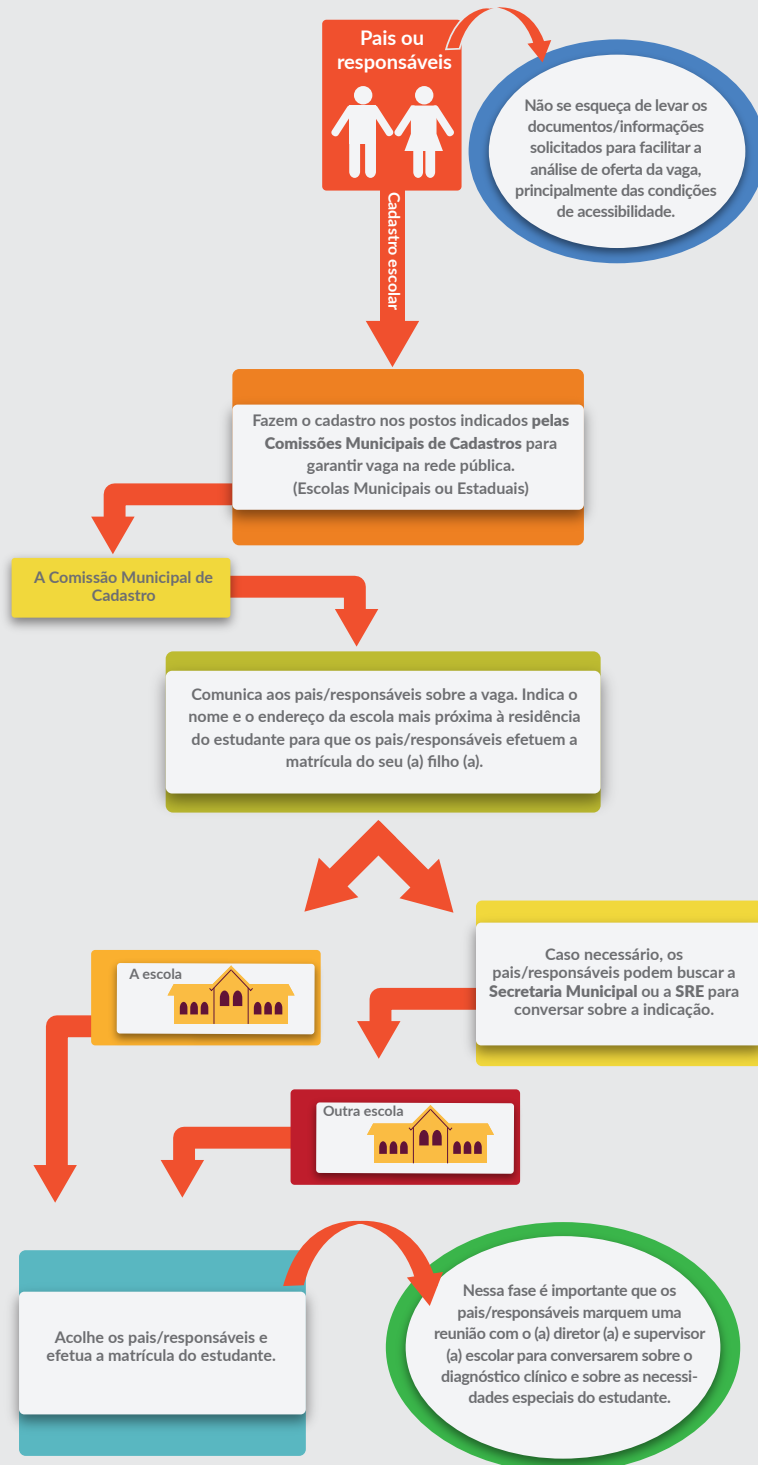 Pais ou
responsáveis
Não se esqueça de levar os
documentos/informações
solicitados para facilitar a
análise de oferta da vaga,
principalmente das condições
de acessibilidade.
Cadastro escolar
Fazem o cadastro nos postos indicados pelas
Comissões Municipais de Cadastros para
garantir vaga na rede pública.
(Escolas Municipais ou Estaduais)
A Comissão Municipal de
Cadastro
Comunica aos pais/responsáveis sobre a vaga. Indica o
nome e o endereço da escola mais próxima à residência
do estudante para que os pais/responsáveis efetuem a
matrícula do seu (a) filho (a).
A escola
Caso necessário, os
pais/responsáveis podem buscar a
Secretaria Municipal ou a SRE para
conversar sobre a indicação.
Outra escola
Acolhe os pais/responsáveis e
efetua a matrícula do estudante.
Nessa fase é importante que os
pais/responsáveis marquem uma
reunião com o (a) diretor (a) e supervisor
(a) escolar para conversarem sobre o
diagnóstico clínico e sobre as necessi-
dades especiais do estudante.